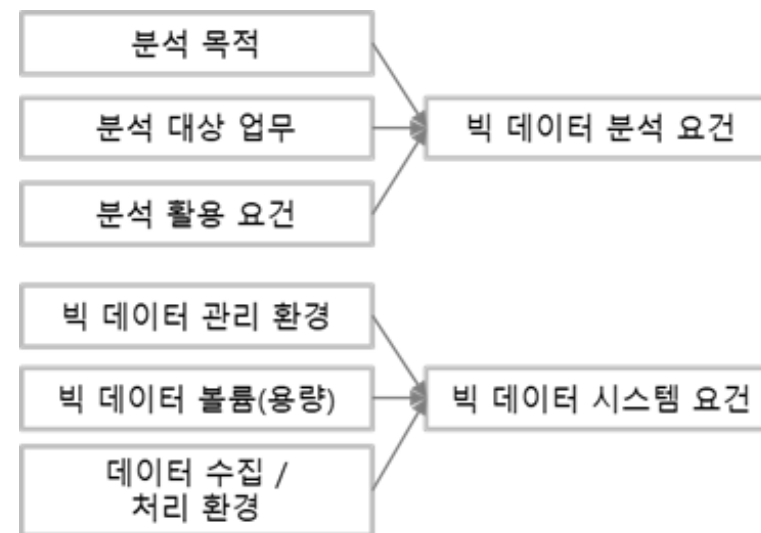 분석 목적
분석 대상 업무
빅 데이터 분석 요건
분석 활용 요건
빅 데이터 관리 환경
빅 데이터 볼륨(용량)
빅 데이터 시스템 요건
데이터 수집 /
처리 환경